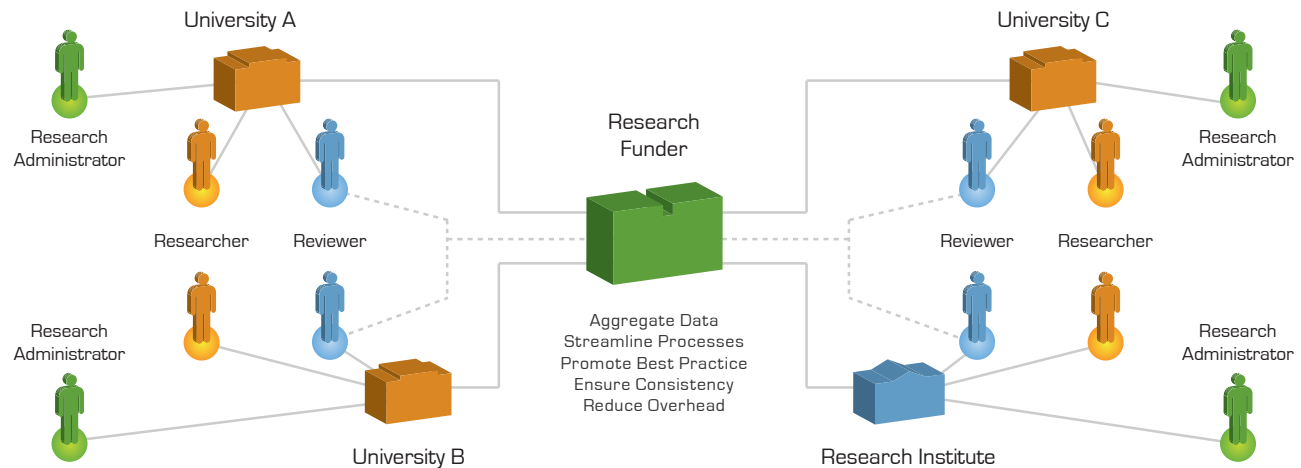 University A
University C
Research
Funder
Research
Administrator
Research
Administrator
Researcher
Reviewer
Reviewer
Researcher
Research
Administrator
Aggregate Data
Streamline Processes
Promote Best Practice
Ensure Consistency
Reduce Overhead
Research
Administrator
University B
Research Institute